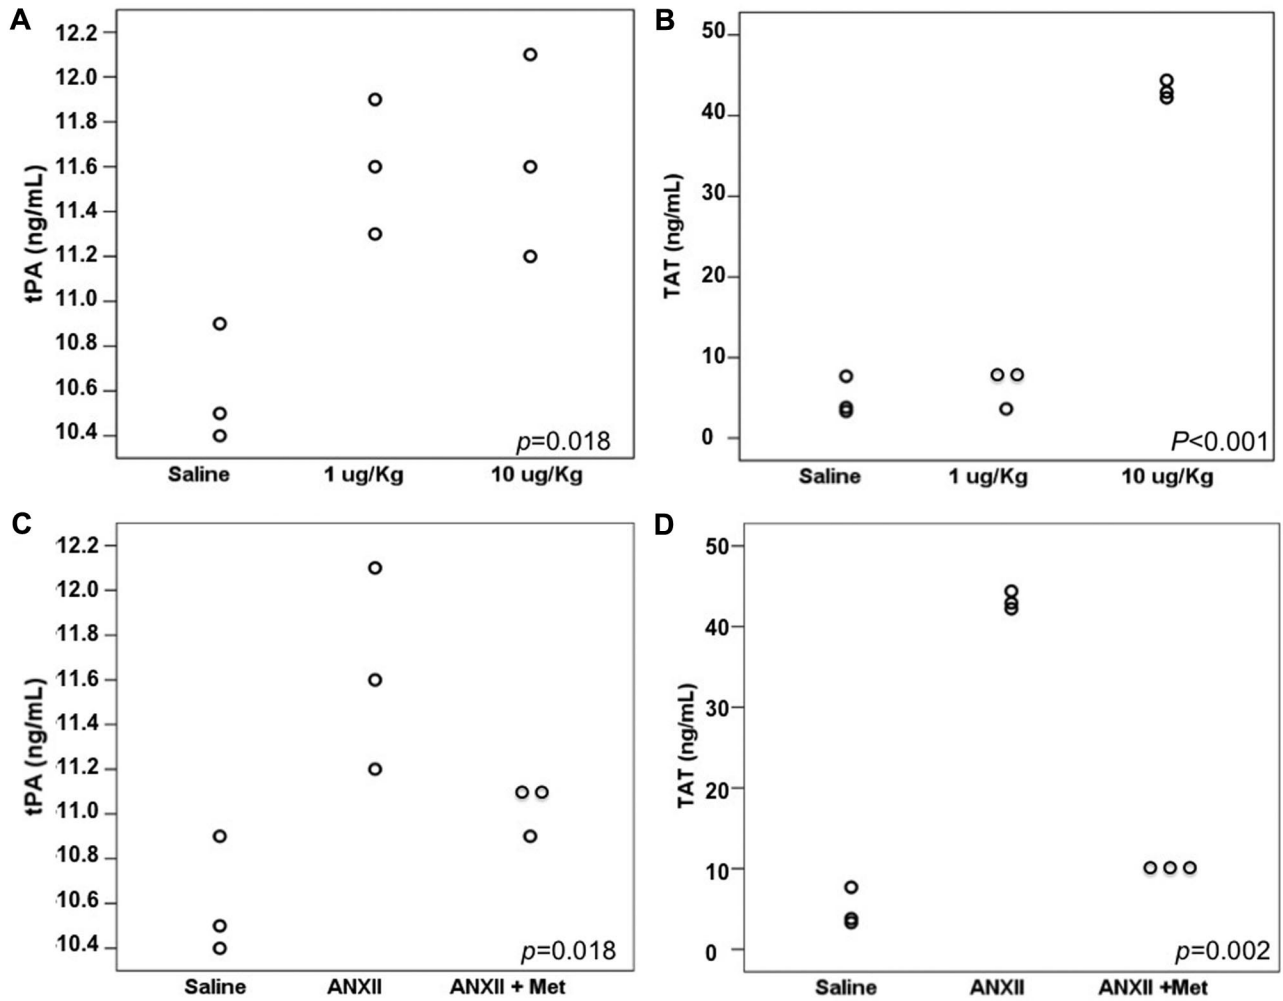 A
tPA (ng/mL)
12.2
12.0
11.8
11.6
11.4
11.2
11.0
10.8
10.6
10.4
p=0.018
Saline 1 ug/Kg 10 ug/Kg
B
TAT (ng/mL)
50
40
30
20
10
0
P<0.001
Saline 1 ug/Kg 10 ug/Kg
C
tPA (ng/mL)
12.2
12.0
11.8
11.6
11.4
11.2
11.0
10.8
10.6
10.4
p=0.018
Saline ANXII ANXII + Met
D
TAT (ng/mL)
50
40
30
20
10
0
p=0.002
Saline ANXII ANXII +Met